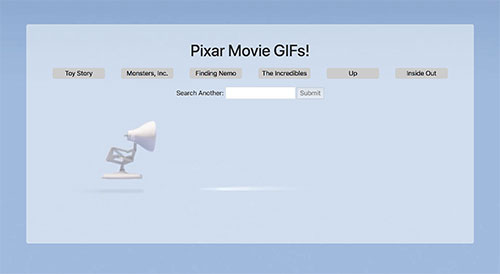 Pixar Movie GIFs!
Toy Story Monsters, Inc. Finding Nemo The Incredibles Up Inside Out
Search Another: Submit